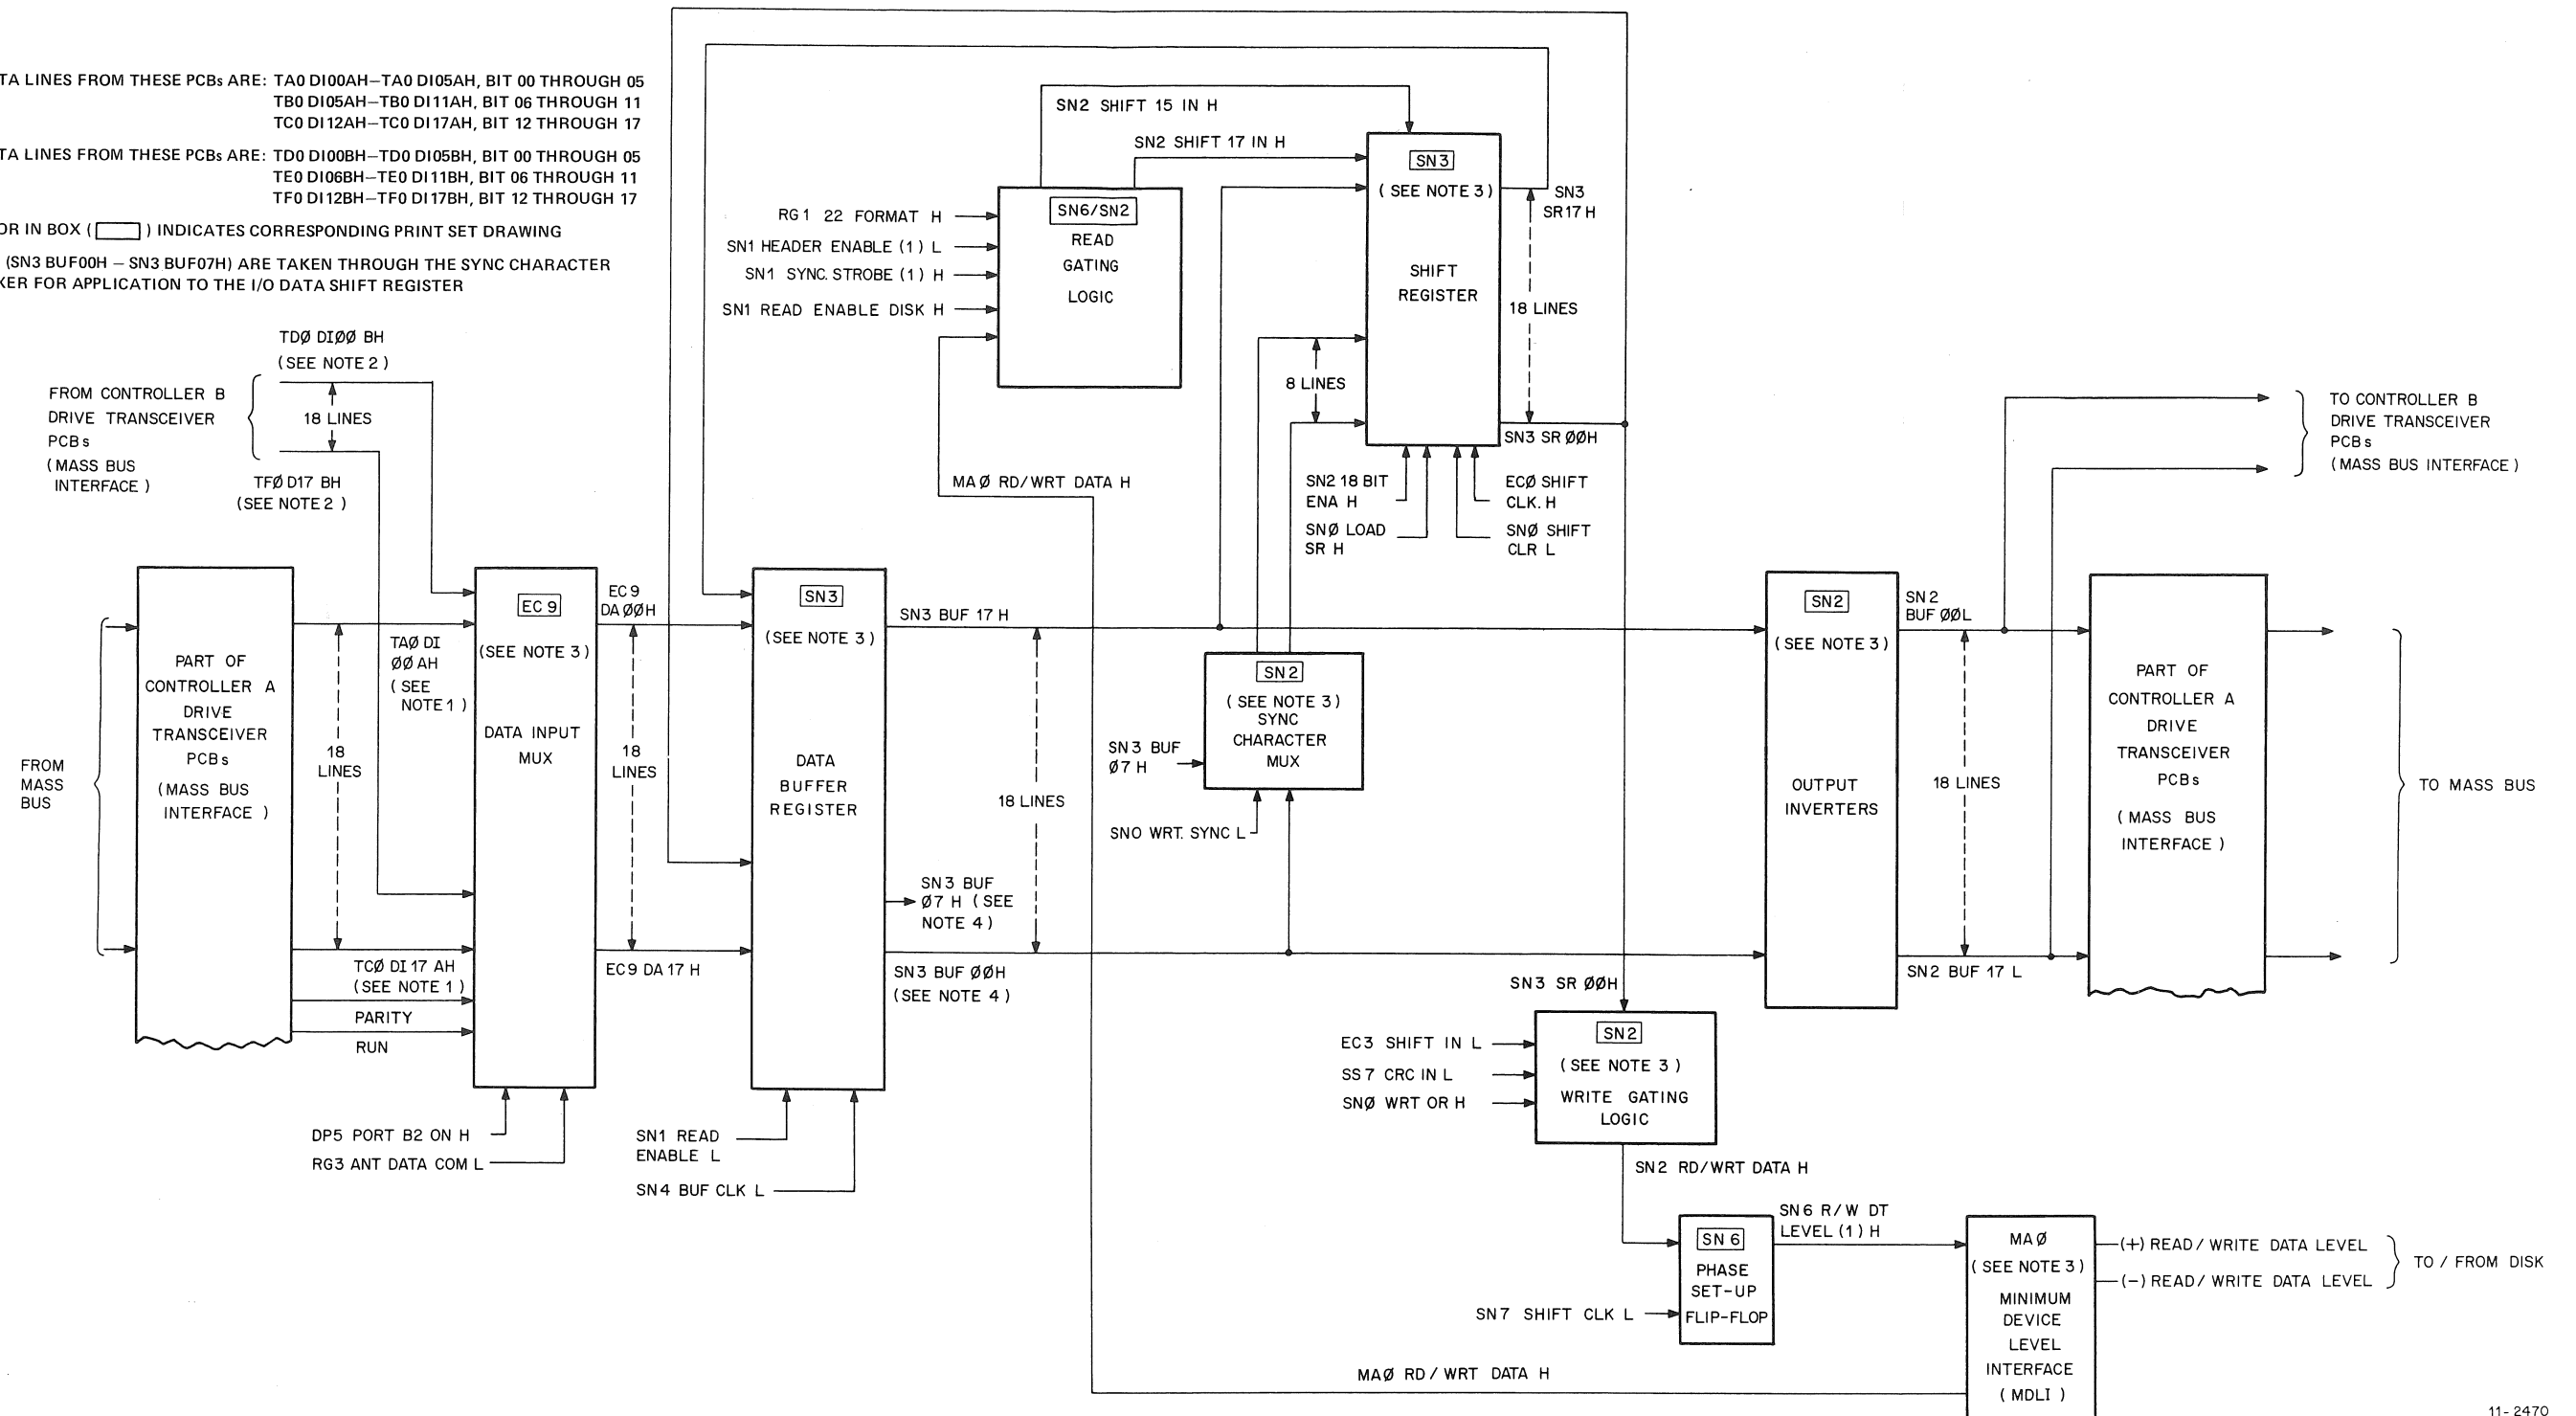 TA LINES FROM THESE PCBs ARE: TA0 DI00AH–TA0 DI05AH, BIT 00 THROUGH 05
TB0 DI05AH–TB0 DI11AH, BIT 06 THROUGH 11
TC0 DI12AH–TC0 DI17AH, BIT 12 THROUGH 17
TA LINES FROM THESE PCBs ARE: TD0 DI00BH–TD0 DI05BH, BIT 00 THROUGH 05
TE0 DI06BH–TE0 DI11BH, BIT 06 THROUGH 11
TF0 DI12BH–TF0 DI17BH, BIT 12 THROUGH 17
OR IN BOX ( ) INDICATES CORRESPONDING PRINT SET DRAWING
(SN3 BUF00H – SN3 BUF07H) ARE TAKEN THROUGH THE SYNC CHARACTER
KER FOR APPLICATION TO THE I/O DATA SHIFT REGISTER
SN2 SHIFT 15 IN H
SN2 SHIFT 17 IN H
RG1 22 FORMAT H
SN1 HEADER ENABLE (1) L
SN1 SYNC. STROBE (1) H
SN1 READ ENABLE DISK H
SN6/SN2
READ
GATING
LOGIC
SN3
(SEE NOTE 3)
SHIFT
REGISTER
SN3
SR17 H
18 LINES
SN3 SR ØØH
8 LINES
SN2 18 BIT
ENA H
SNØ LOAD
SR H
ECØ SHIFT
CLK. H
SNØ SHIFT
CLR L
MAØ RD/WRT DATA H
TDØ DIØØ BH
(SEE NOTE 2)
18 LINES
FROM CONTROLLER B
DRIVE TRANSCEIVER
PCBs
(MASS BUS
INTERFACE)
TFØ D17 BH
(SEE NOTE 2)
TO CONTROLLER B
DRIVE TRANSCEIVER
PCBs
(MASS BUS INTERFACE)
FROM
MASS
BUS
PART OF
CONTROLLER A
DRIVE
TRANSCEIVER
PCBs
(MASS BUS
INTERFACE)
18
LINES
TAØ DI
ØØ AH
(SEE
NOTE1)
TCØ DI 17 AH
(SEE NOTE 1)
PARITY
RUN
EC 9
(SEE NOTE 3)
DATA INPUT
MUX
DP5 PORT B2 ON H
RG3 ANT DATA COM L
EC 9
DA ØØH
18
LINES
EC9 DA 17 H
SN3
(SEE NOTE 3)
DATA
BUFFER
REGISTER
SN1 READ
ENABLE L
SN4 BUF CLK L
SN3 BUF 17 H
18 LINES
SN3 BUF
Ø7 H (SEE
NOTE 4)
SN3 BUF ØØH
(SEE NOTE 4)
SN2
(SEE NOTE 3)
SYNC
CHARACTER
MUX
SN3 BUF
Ø7 H
SN0 WRT. SYNC L
SN2
(SEE NOTE 3)
OUTPUT
INVERTERS
SN2
BUF ØØL
18 LINES
SN2 BUF 17 L
PART OF
CONTROLLER A
DRIVE
TRANSCEIVER
PCBs
(MASS BUS
INTERFACE)
TO MASS BUS
SN3 SR ØØH
EC3 SHIFT IN L
SS7 CRC IN L
SNØ WRT OR H
SN2
(SEE NOTE 3)
WRITE GATING
LOGIC
SN2 RD/WRT DATA H
SN6
PHASE
SET-UP
FLIP-FLOP
SN7 SHIFT CLK L
SN6 R/W DT
LEVEL (1) H
MAØ
(SEE NOTE 3)
MINIMUM
DEVICE
LEVEL
INTERFACE
(MDLI)
(+) READ/WRITE DATA LEVEL
(-) READ/WRITE DATA LEVEL
TO / FROM DISK
MAØ RD/WRT DATA H
11-2470